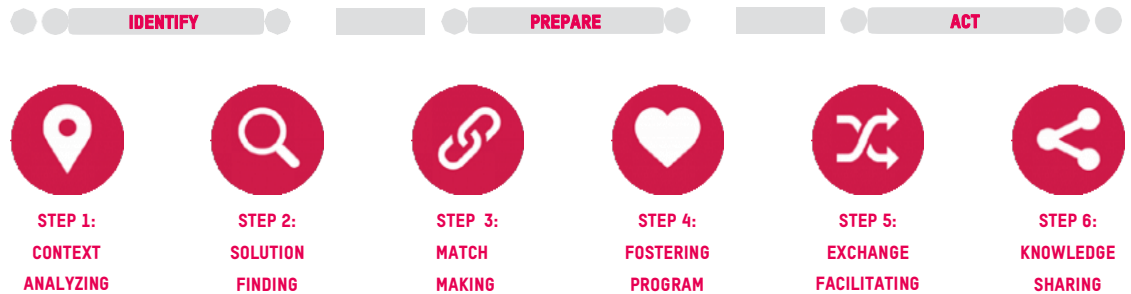 IDENTIFY
PREPARE
ACT
STEP 1:
CONTEXT
ANALYZING
STEP 2:
SOLUTION
FINDING
STEP 3:
MATCH
MAKING
STEP 4:
FOSTERING
PROGRAM
STEP 5:
EXCHANGE
FACILITATING
STEP 6:
KNOWLEDGE
SHARING